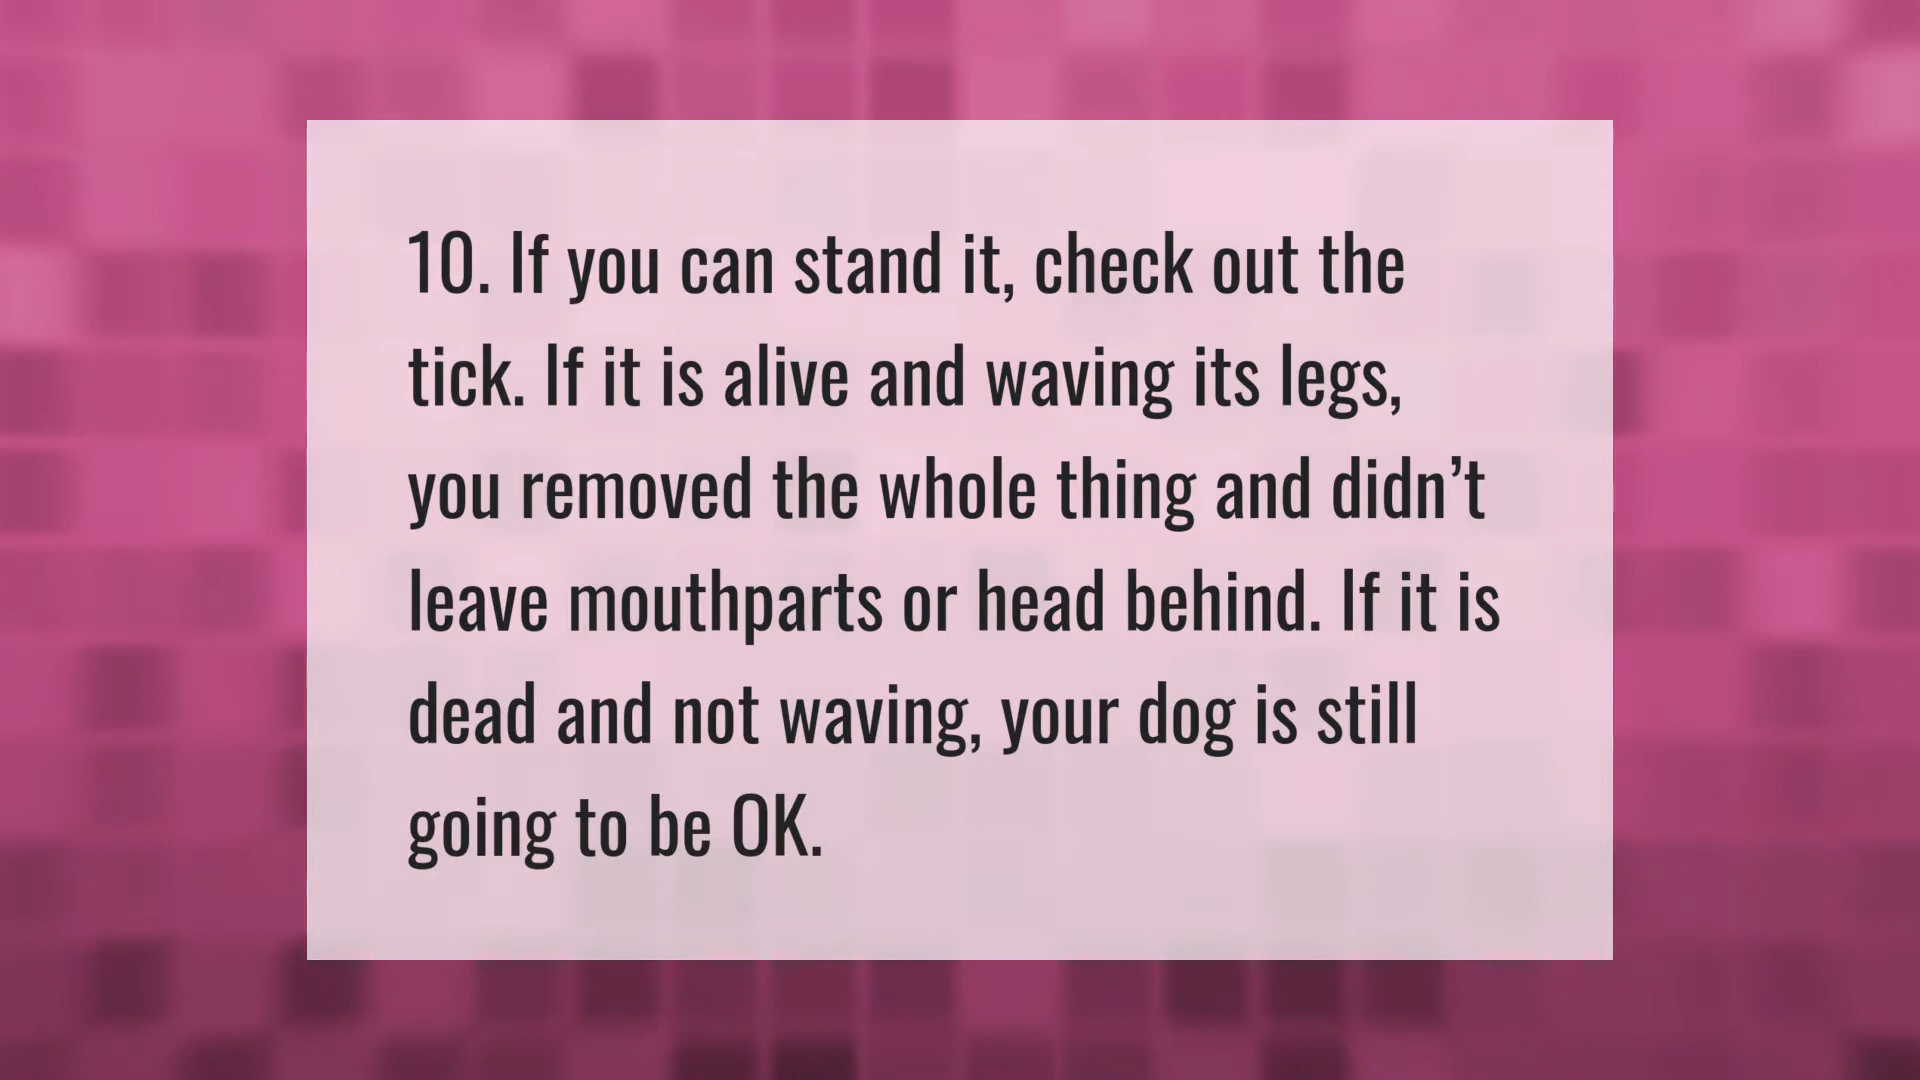 10. If you can stand it, check out the
tick. If it is alive and waving its legs,
you removed the whole thing and didn’t
leave mouthparts or head behind. If it is
dead and not waving, your dog is still
going to be OK.